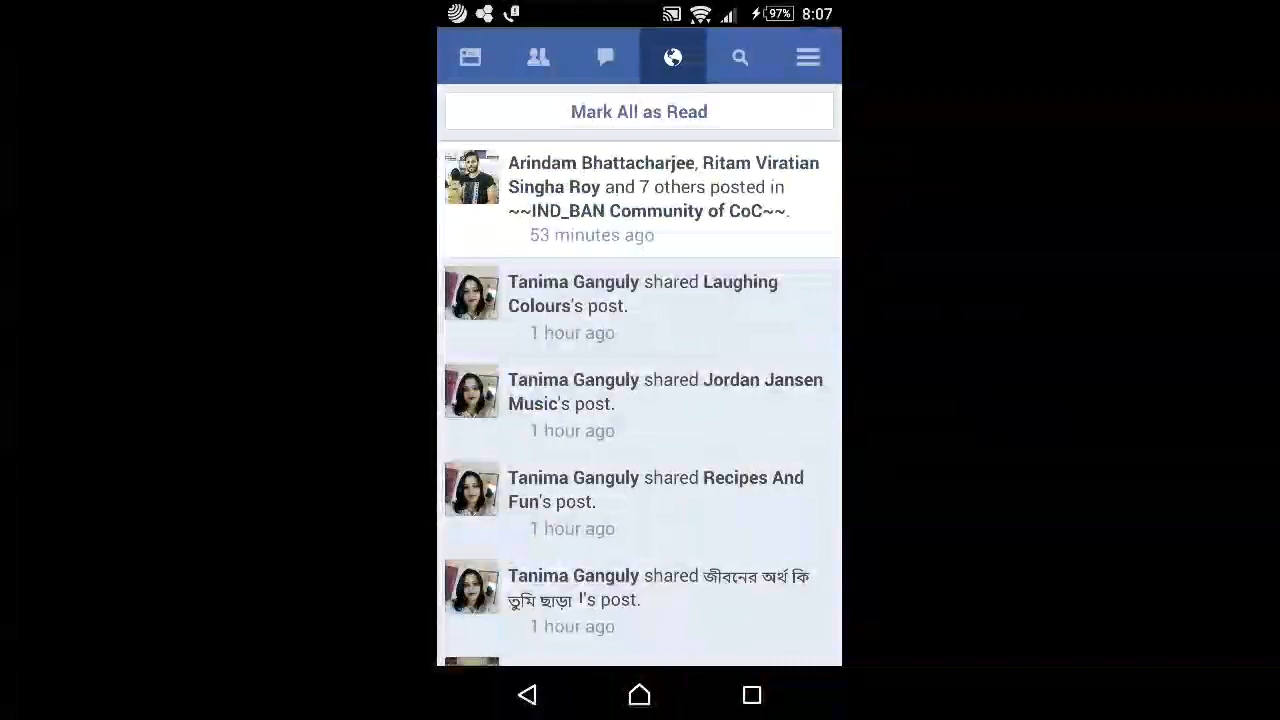 97% 8:07
Mark All as Read
Arindam Bhattacharjee, Ritam Viratian
Singha Roy and 7 others posted in
~~IND_BAN Community of CoC~~.
53 minutes ago
Tanima Ganguly shared Laughing
Colours's post.
1 hour ago
Tanima Ganguly shared Jordan Jansen
Music's post.
1 hour ago
Tanima Ganguly shared Recipes And
Fun's post.
1 hour ago
Tanima Ganguly shared জীবনের অর্থ কি
তুমি ছাড়া ।'s post.
1 hour ago